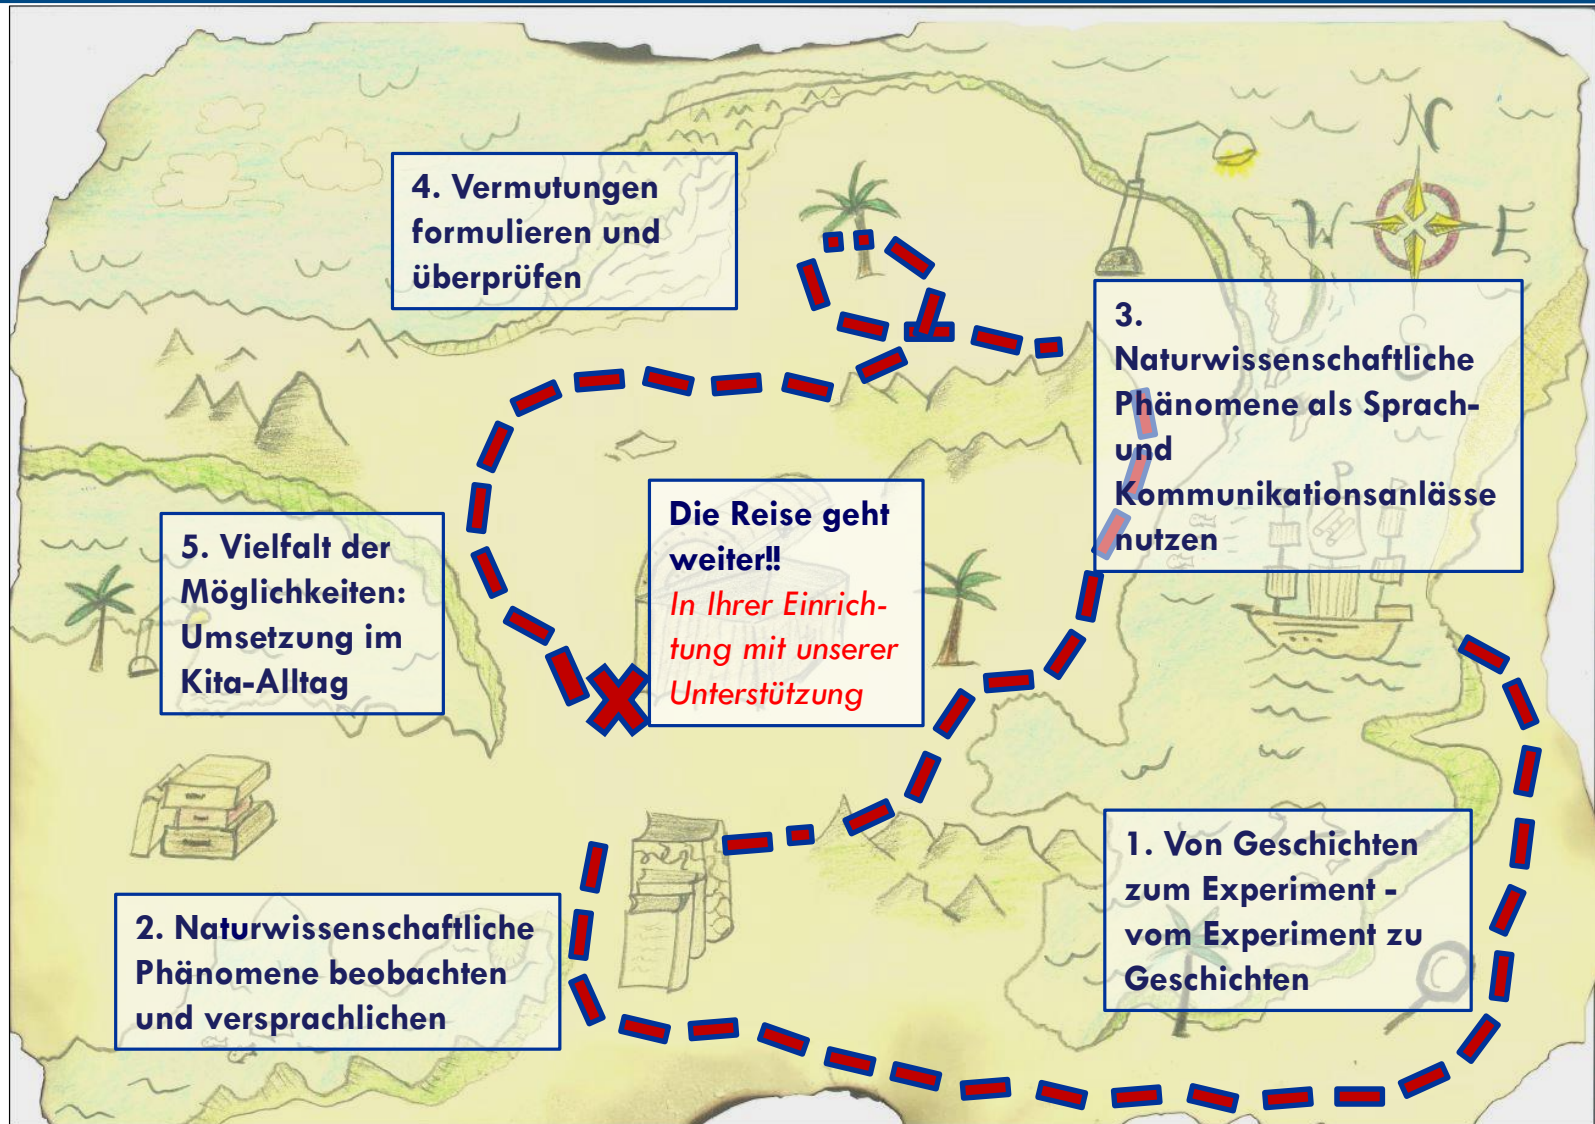 4. Vermutungen
formulieren und
überprüfen
N
W
E
S
3.
Naturwissenschaftliche
Phänomene als Sprach-
und
Kommunikationsanlässe
nutzen
P
Die Reise geht
weiter!!
In Ihrer Einrich-
tung mit unserer
Unterstützung
5. Vielfalt der
Möglichkeiten:
Umsetzung im
Kita-Alltag
1. Von Geschichten
zum Experiment -
vom Experiment zu
Geschichten
2. Naturwissenschaftliche
Phänomene beobachten
und versprachlichen